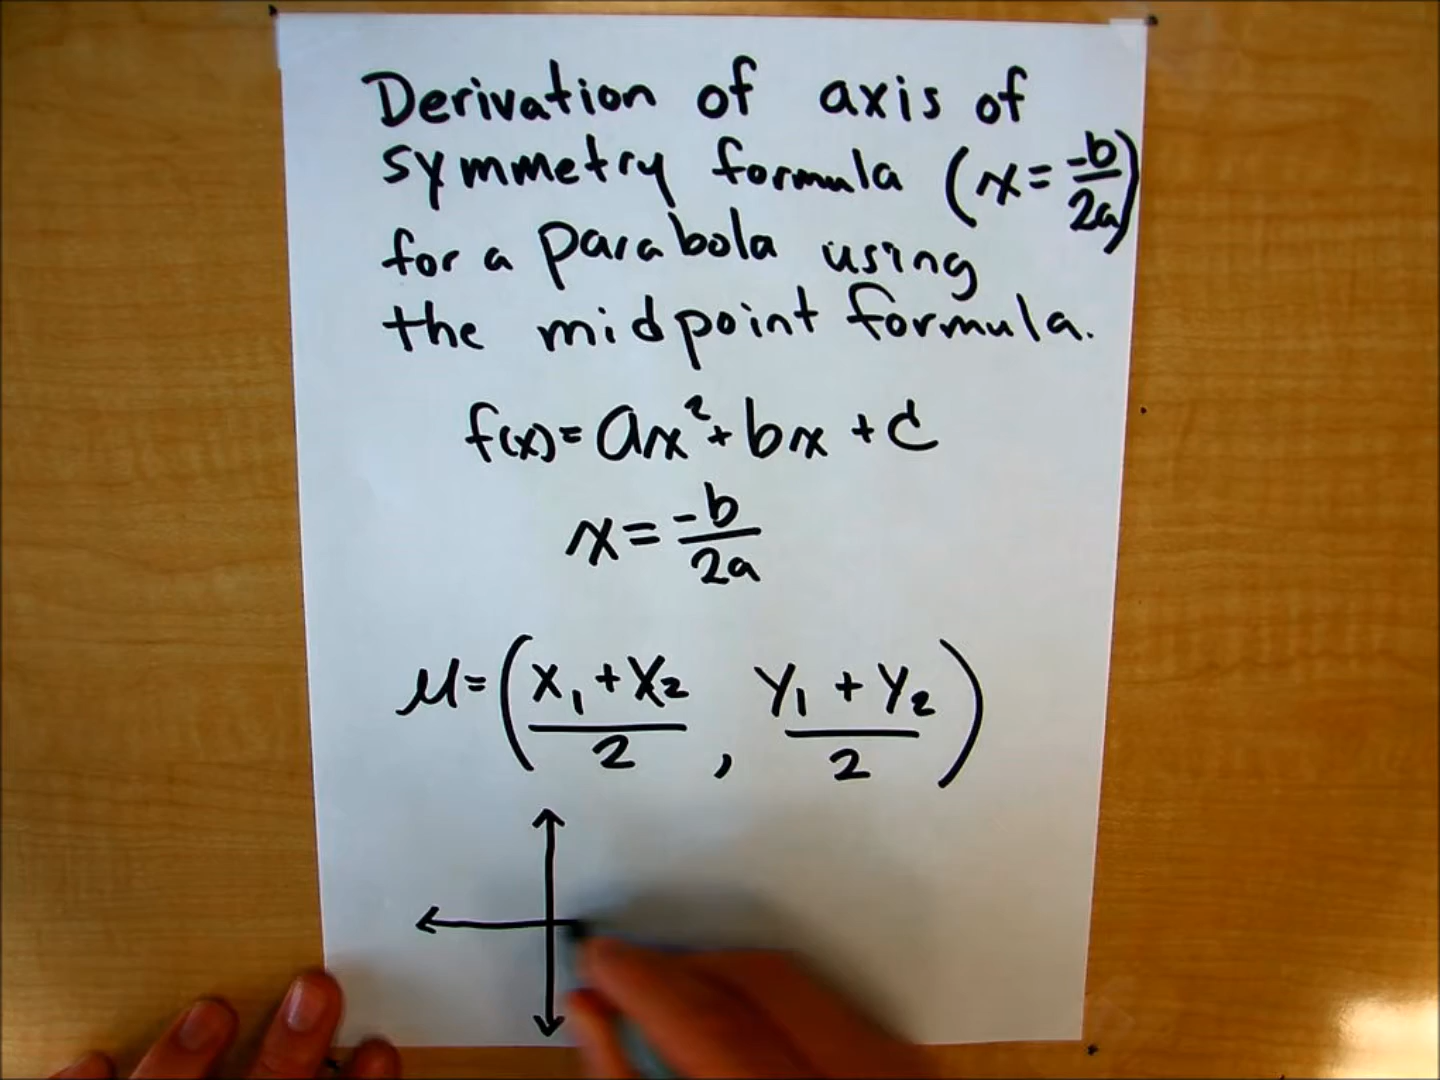 Derivation of axis of
symmetry formula (x = -b/2a)
for a parabola using
the midpoint formula.
f(x) = ax² + bx + c
x = -b/2a
M = (x₁ + x₂/2, y₁ + y₂/2)